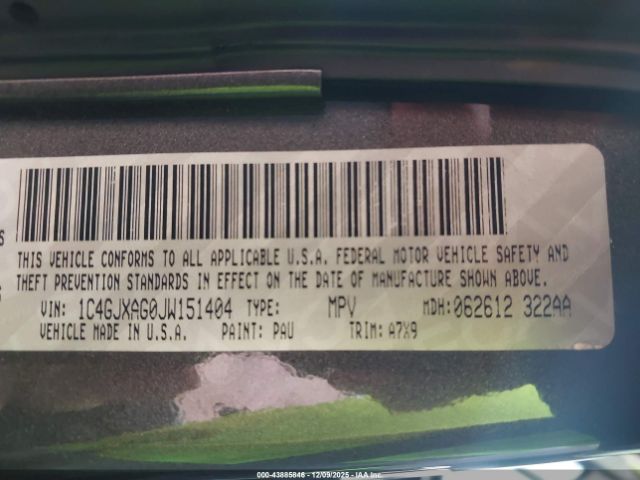 S
THIS VEHICLE CONFORMS TO ALL APPLICABLE U.S.A. FEDERAL MOTOR VEHICLE SAFETY AND
THEFT PREVENTION STANDARDS IN EFFECT ON THE DATE OF MANUFACTURE SHOWN ABOVE.
VIN: 1C4GJXAG0JW151404 TYPE: MPV MDH:062612 322AA
VEHICLE MADE IN U.S.A. PAINT: PAU TRIM: A7X9
000-43885846 - 12/09/2025 - IAA Inc.